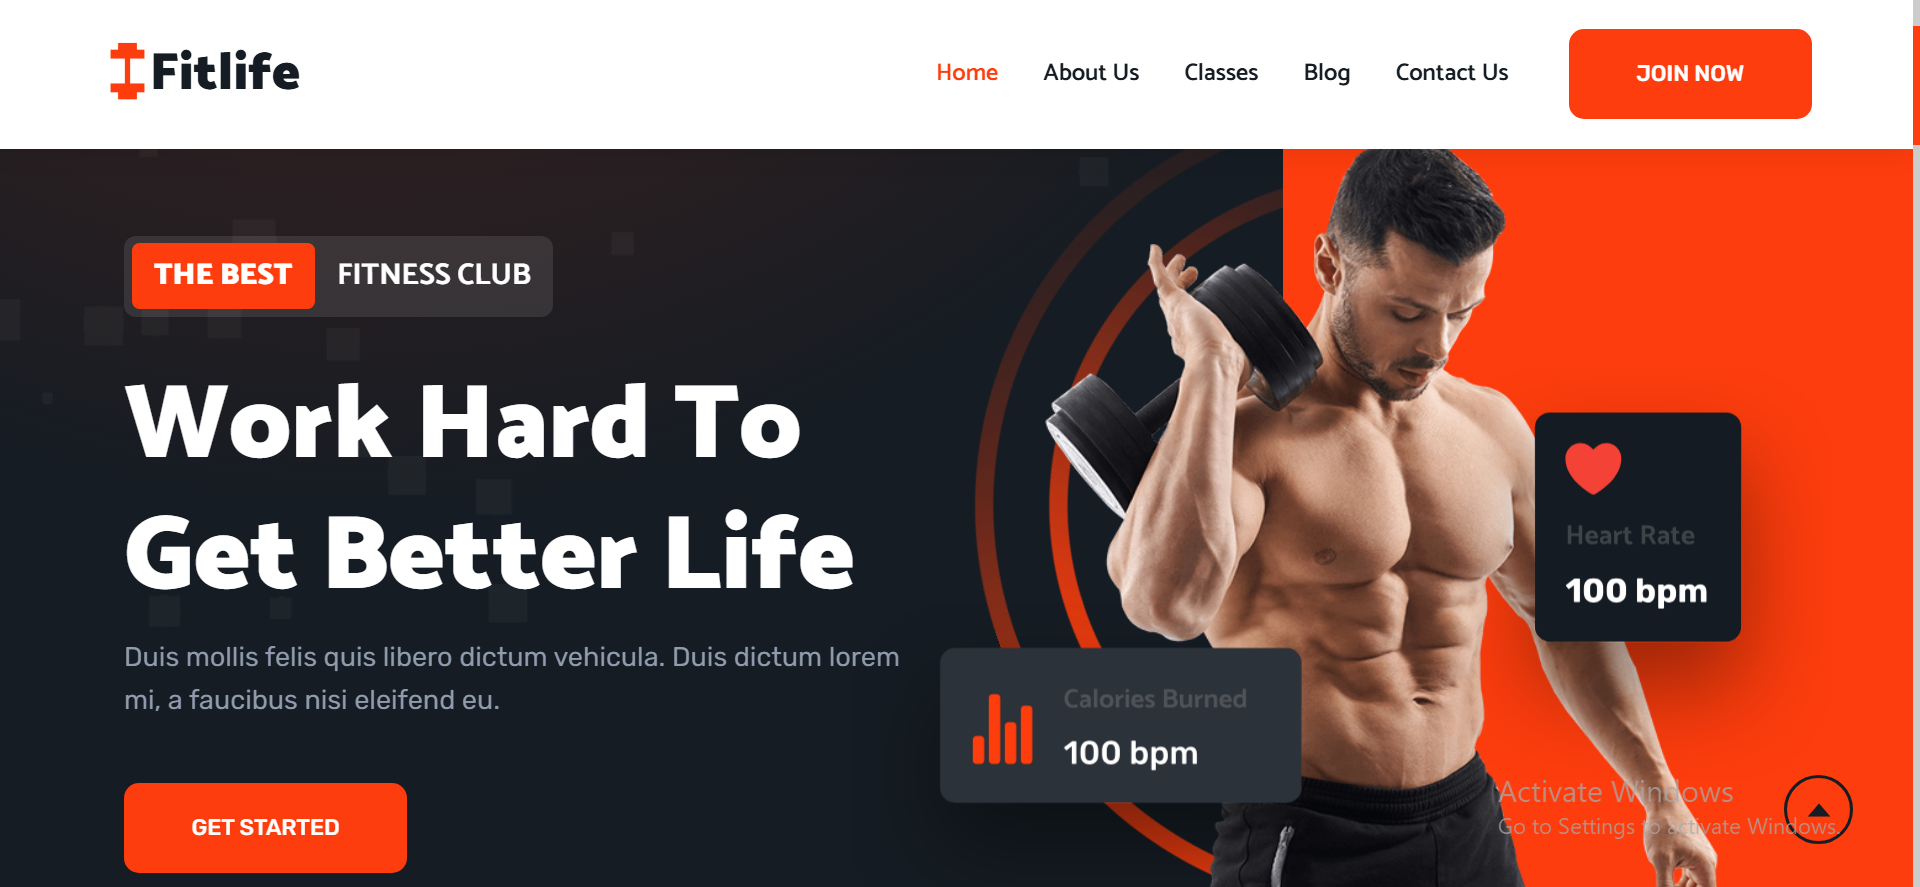 Fitlife
Home About Us Classes Blog Contact Us JOIN NOW
THE BEST FITNESS CLUB
Work Hard To
Get Better Life
Duis mollis felis quis libero dictum vehicula. Duis dictum lorem
mi, a faucibus nisi eleifend eu.
GET STARTED
Heart Rate
100 bpm
Calories Burned
100 bpm
Activate Windows
Go to Settings to activate Windows.